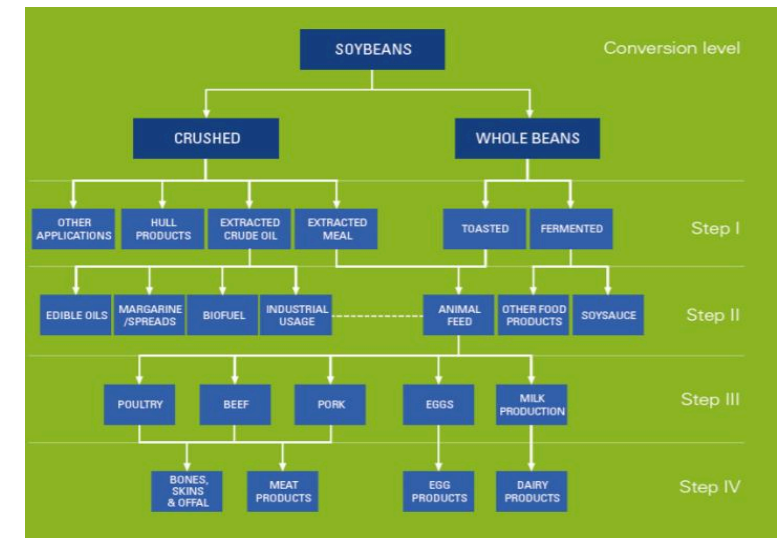 SOYBEANS
Conversion level
CRUSHED
WHOLE BEANS
OTHER
APPLICATIONS
HULL
PRODUCTS
EXTRACTED
CRUDE OIL
EXTRACTED
MEAL
TOASTED
FERMENTED
Step I
EDIBLE OILS
MARGARINE
/SPREADS
BIOFUEL
INDUSTRIAL
USAGE
ANIMAL
FEED
OTHER FOOD
PRODUCTS
SOYSAUCE
Step II
POULTRY
BEEF
PORK
EGGS
MILK
PRODUCTION
Step III
BONES,
SKINS
& OFFAL
MEAT
PRODUCTS
EGG
PRODUCTS
DAIRY
PRODUCTS
Step IV